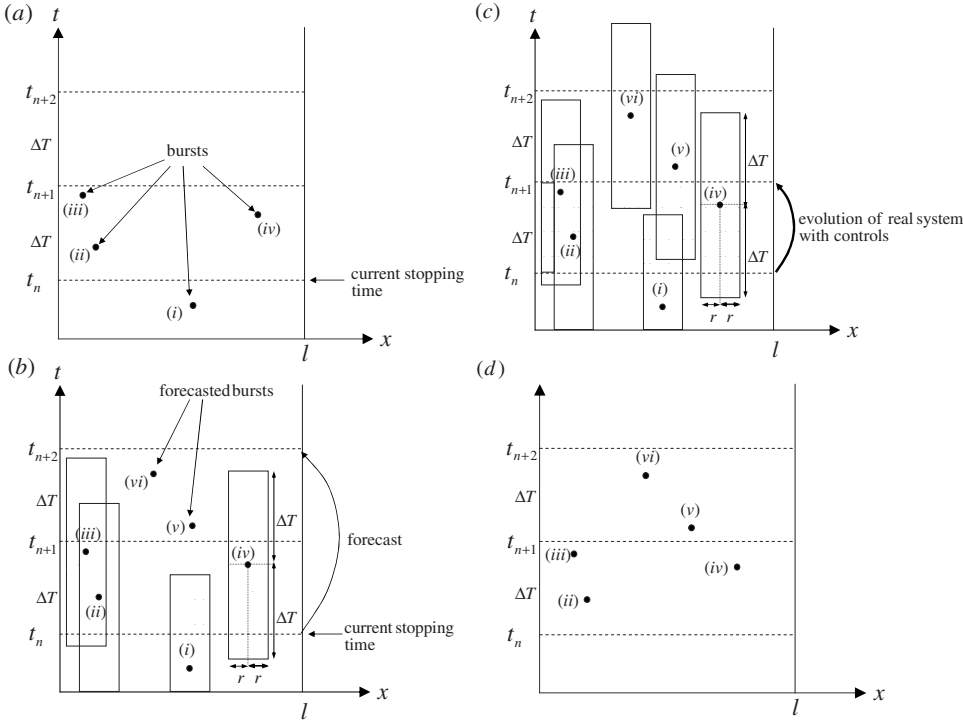 (a)
t
t_{n+2}
ΔT
bursts
t_{n+1}
(iii)
(iv)
ΔT
(ii)
t_n
current stopping
time
(i)
x
l
(b)
t
forecasted bursts
t_{n+2}
(vi)
ΔT
ΔT
(v)
t_{n+1}
(iii)
(iv)
forecast
ΔT
(ii)
ΔT
t_n
current stopping
time
(i)
r r
x
l
(c)
t
t_{n+2}
(vi)
ΔT
(v)
ΔT
t_{n+1}
(iii)
(iv)
evolution of real system
with controls
ΔT
(ii)
ΔT
t_n
(i)
r r
x
l
(d)
t
t_{n+2}
(vi)
ΔT
(v)
t_{n+1}
(iii)
(iv)
ΔT
(ii)
t_n
x
l